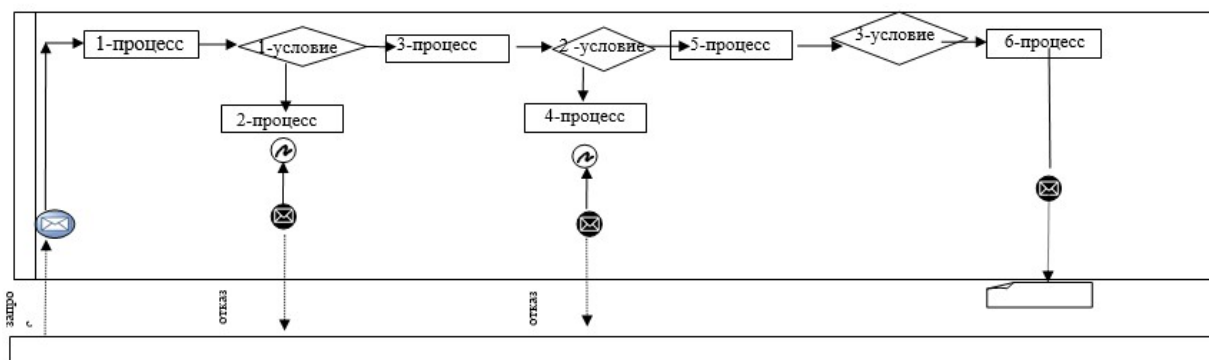 1-процесс
1-условие
3-процесс
2 -условие
5-процесс
3-условие
6-процесс
2-процесс
4-процесс
запро
с
отказ
отказ